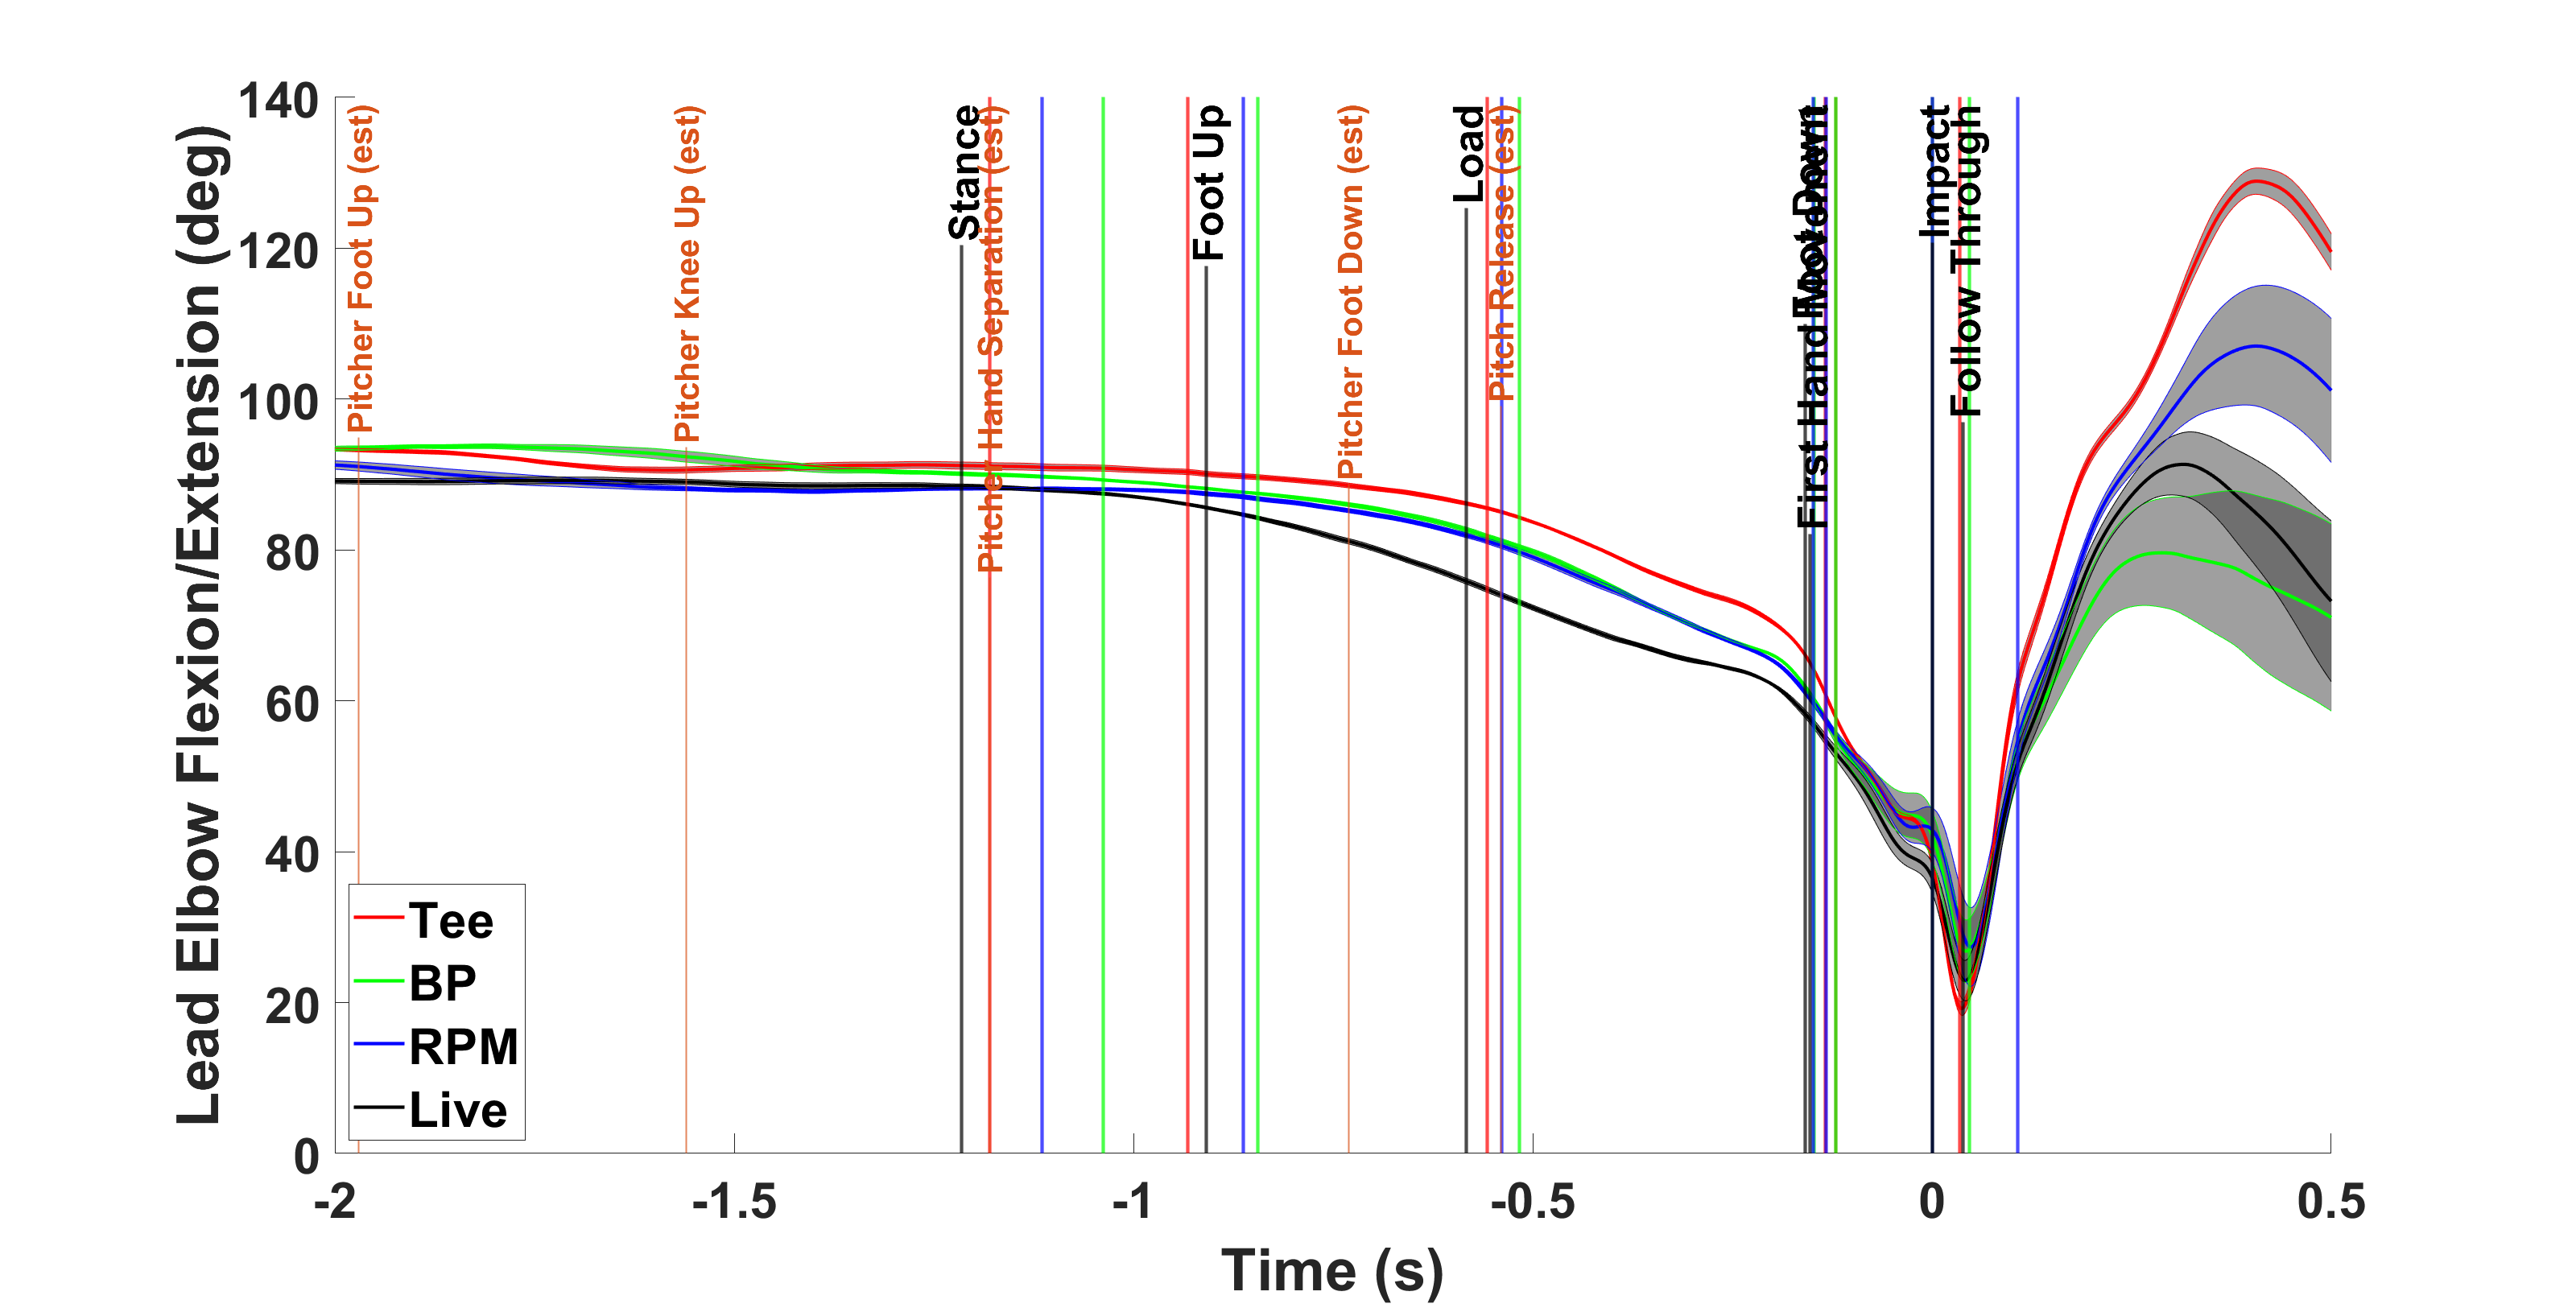 Lead Elbow Flexion/Extension (deg)
140
120
100
80
60
40
20
0
Pitcher Foot Up (est)
Pitcher Knee Up (est)
Stance
Pitcher Hand Separation (est)
Foot Up
Pitcher Foot Down (est)
Load
Pitch Release (est)
Foot Down
First Hand Movement
Impact
Follow Through
Tee
BP
RPM
Live
-2
-1.5
-1
-0.5
0
0.5
Time (s)